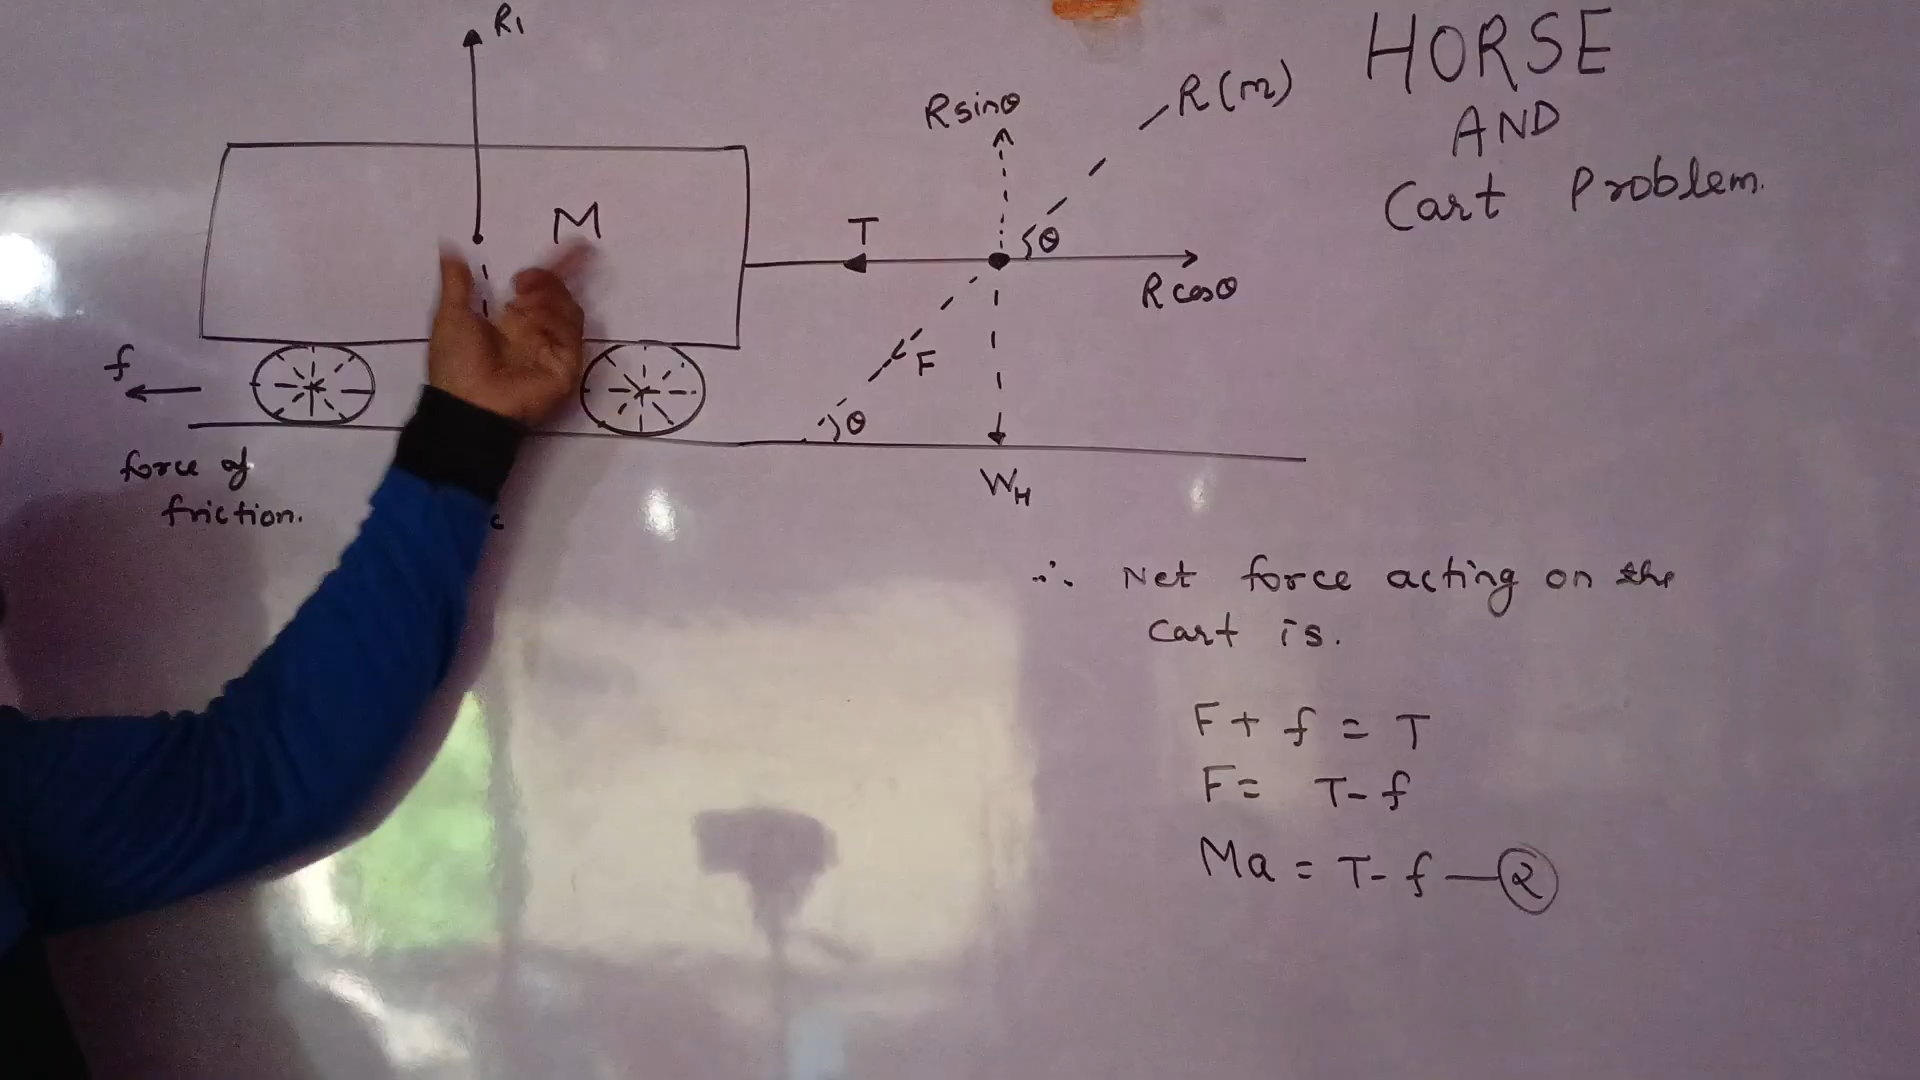 HORSE
AND
Cart Problem.
R1
R(m)
Rsinθ
M
T
θ
Rcosθ
f
F
θ
force of
friction.
c
WH
∴ Net force acting on the
cart is.
F + f = T
F = T - f
Ma = T - f — ②